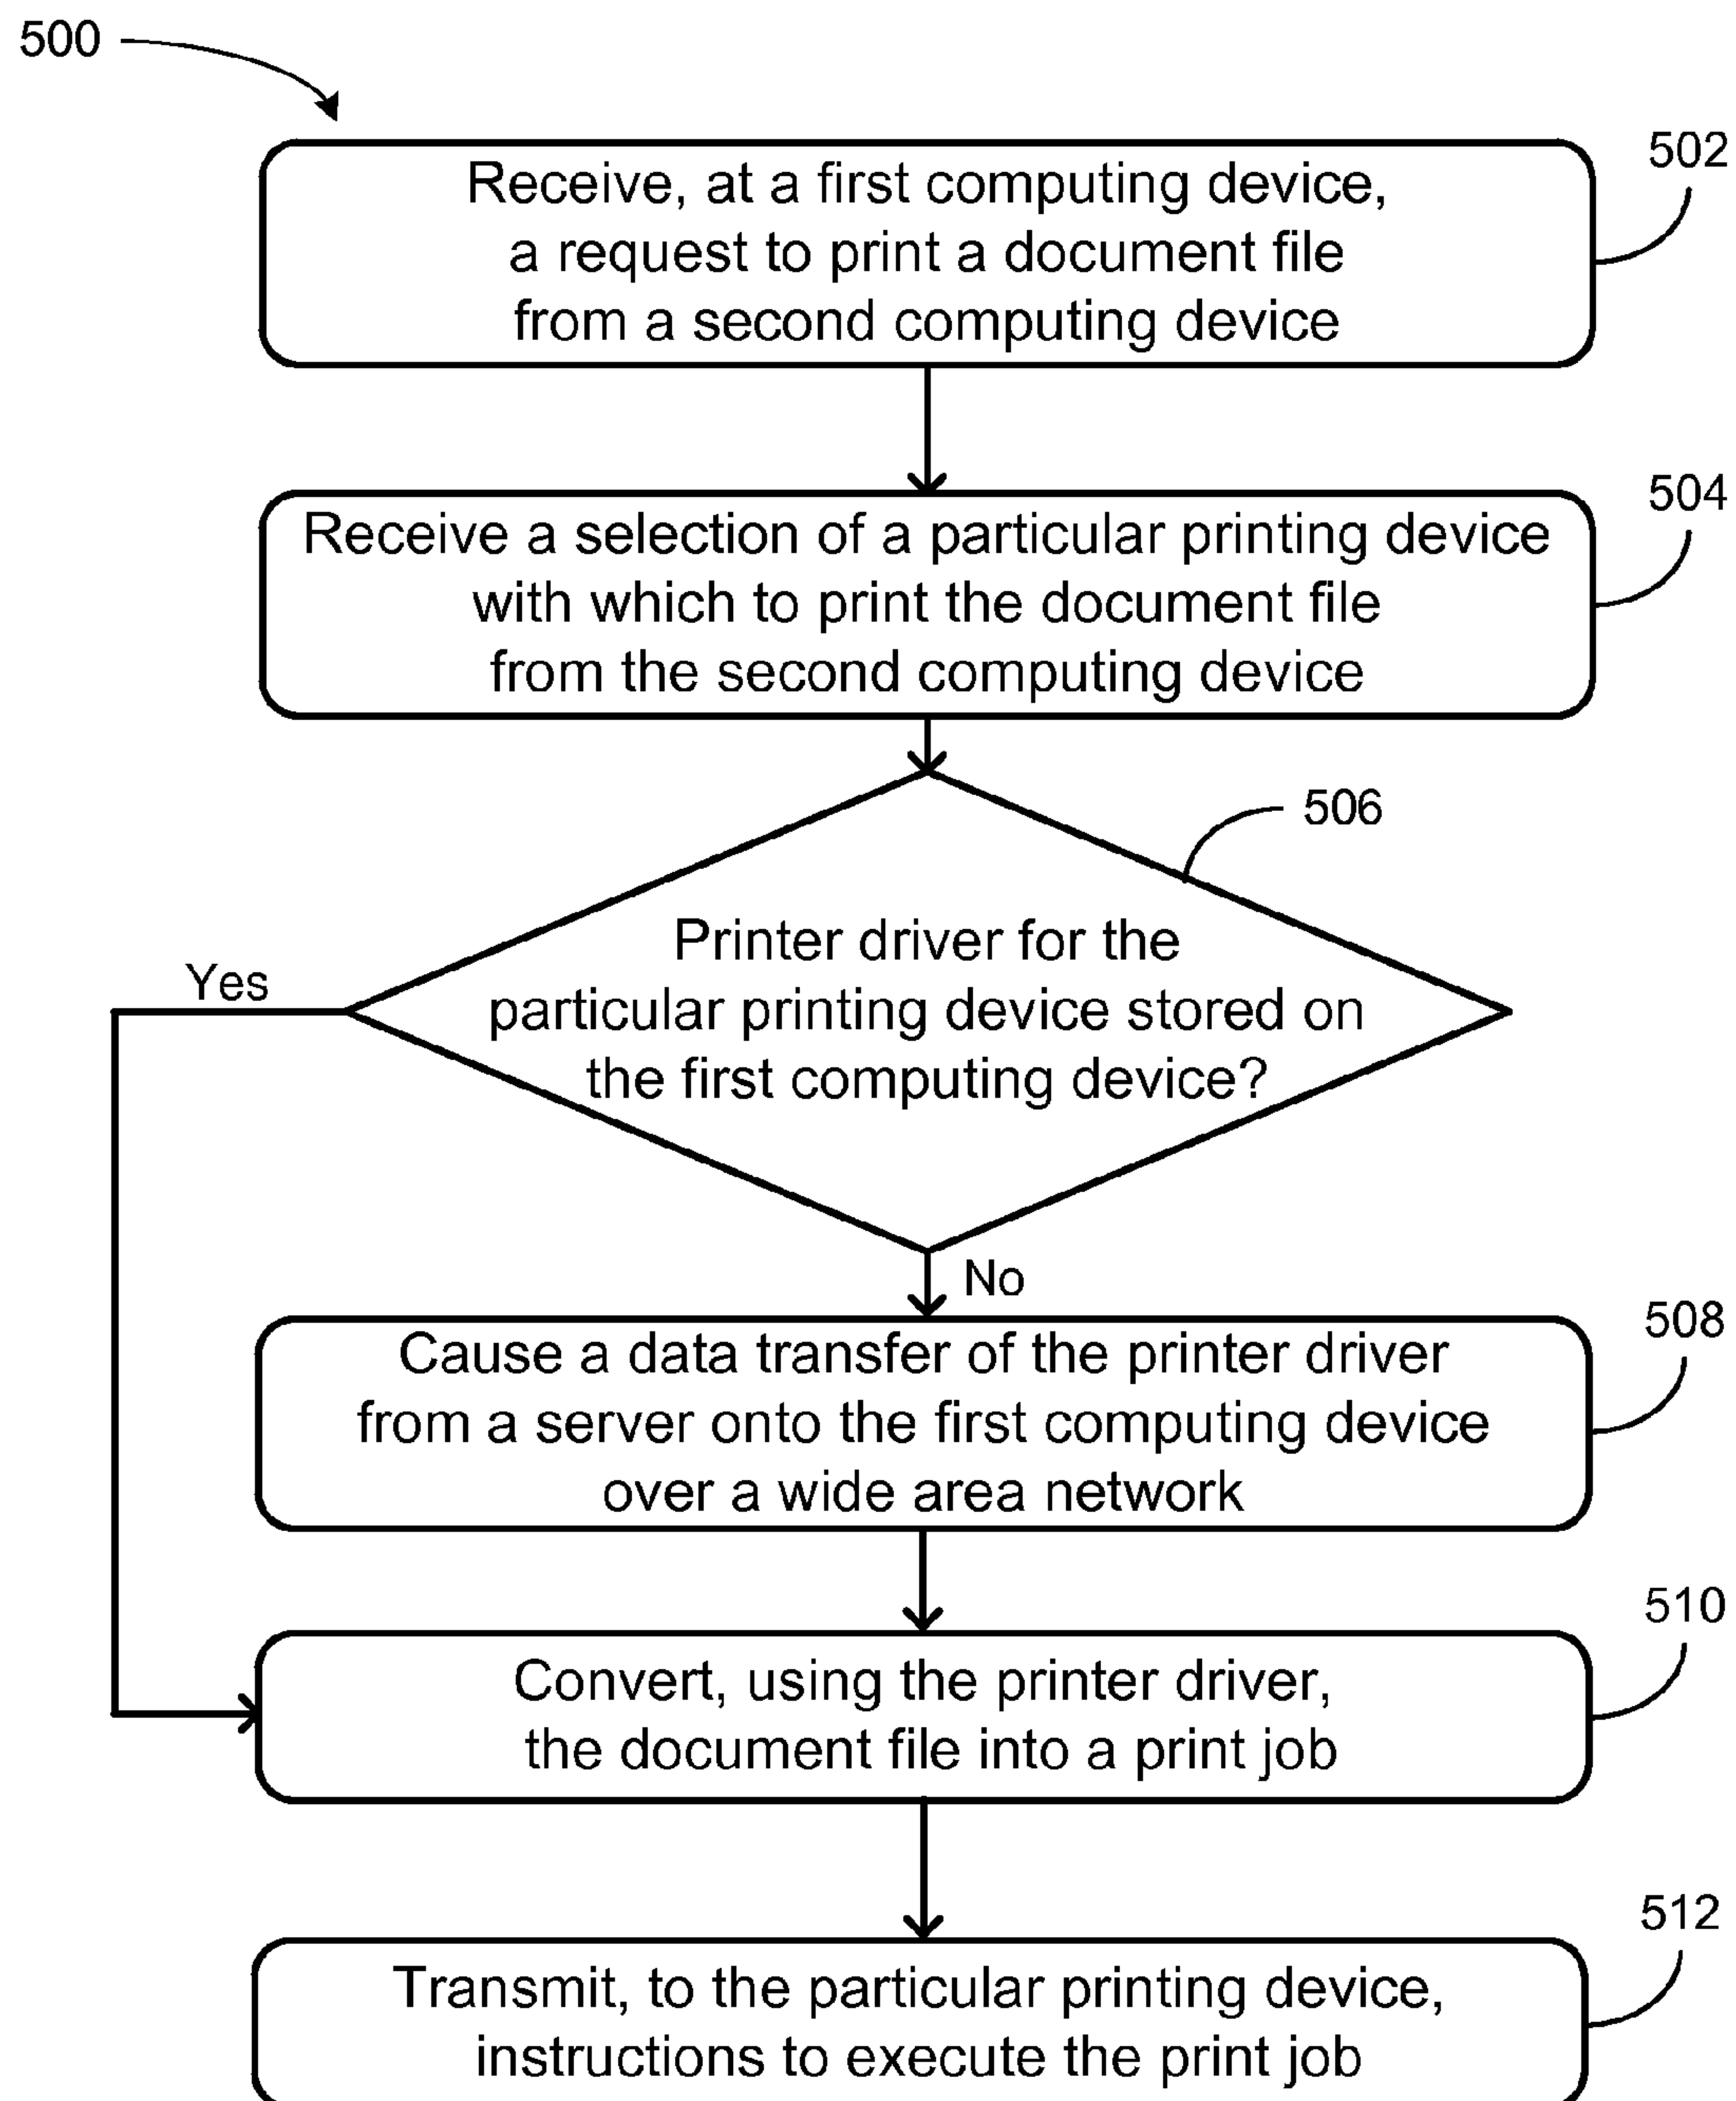 500
502
Receive, at a first computing device,
a request to print a document file
from a second computing device
504
Receive a selection of a particular printing device
with which to print the document file
from the second computing device
506
Printer driver for the
particular printing device stored on
the first computing device?
Yes
No
508
Cause a data transfer of the printer driver
from a server onto the first computing device
over a wide area network
510
Convert, using the printer driver,
the document file into a print job
512
Transmit, to the particular printing device,
instructions to execute the print job